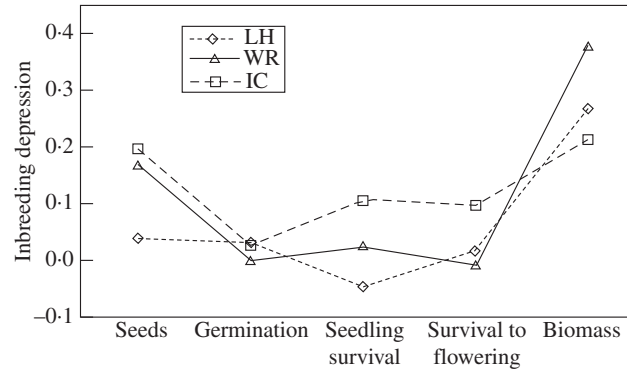 LH
WR
IC
Inbreeding depression
0·4
0·3
0·2
0·1
0.0
–0.1
Seeds
Germination
Seedling
survival
Survival to
flowering
Biomass